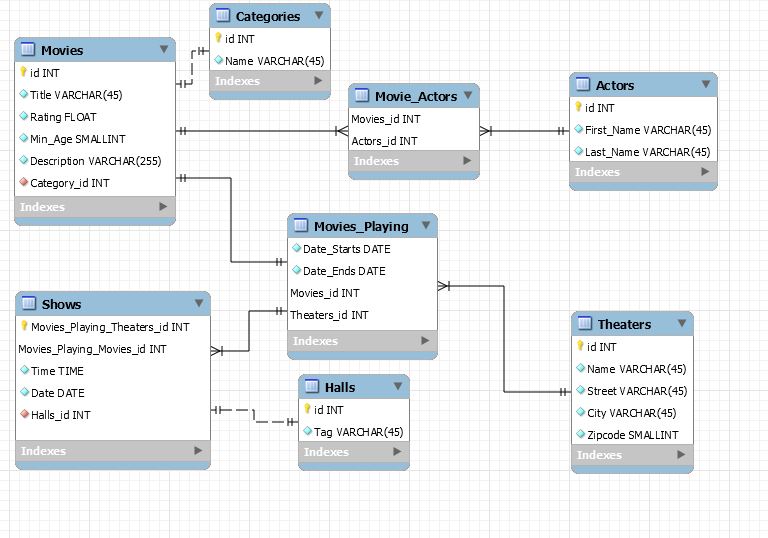 Categories
id INT
Name VARCHAR(45)
Indexes
Movies
id INT
Title VARCHAR(45)
Rating FLOAT
Min_Age SMALLINT
Description VARCHAR(255)
Category_id INT
Indexes
Movie_Actors
Movies_id INT
Actors_id INT
Indexes
Actors
id INT
First_Name VARCHAR(45)
Last_Name VARCHAR(45)
Indexes
Movies_Playing
Date_Starts DATE
Date_Ends DATE
Movies_id INT
Theaters_id INT
Indexes
Shows
Movies_Playing_Theaters_id INT
Movies_Playing_Movies_id INT
Time TIME
Date DATE
Halls_id INT
Indexes
Halls
id INT
Tag VARCHAR(45)
Indexes
Theaters
id INT
Name VARCHAR(45)
Street VARCHAR(45)
City VARCHAR(45)
Zipcode SMALLINT
Indexes